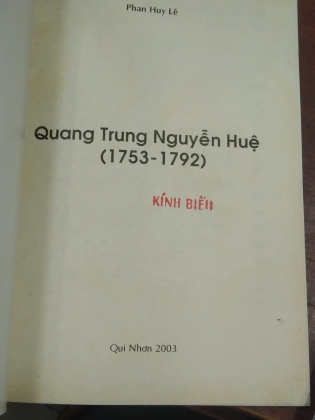 Phan Huy Lê
Quang Trung Nguyễn Huệ
(1753-1792)
KÍNH BIẾU
Qui Nhơn 2003